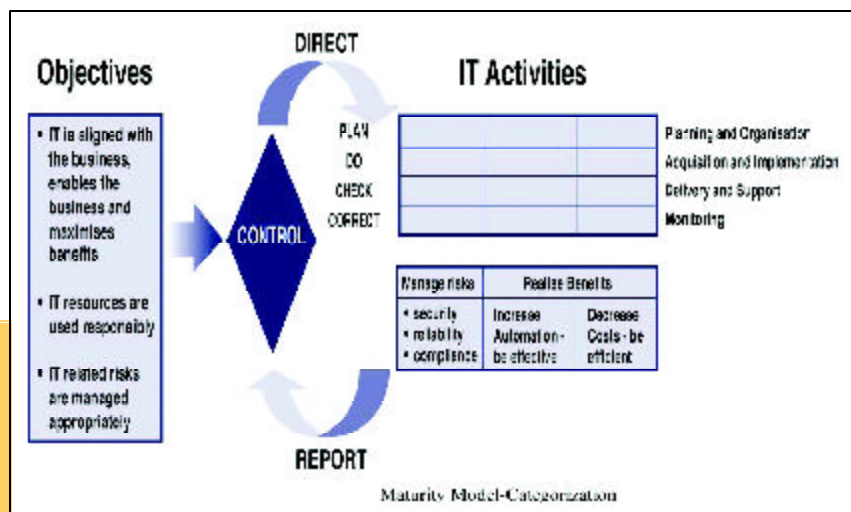 DIRECT
Objectives
IT Activities
• IT is aligned with
the business,
enables the
business and
maximises
benefits
• IT resources are
used responsibly
• IT related risks
are managed
appropriately
CONTROL
PLAN
DO
CHECK
CORRECT
Planning and Organisation
Acquisition and Implementation
Delivery and Support
Monitoring
Manage risks
• security
• reliability
• compliance
Realise Benefits
Increase
Automation -
be effective
Decrease
Costs - be
efficient
REPORT
Maturity Model-Categorization